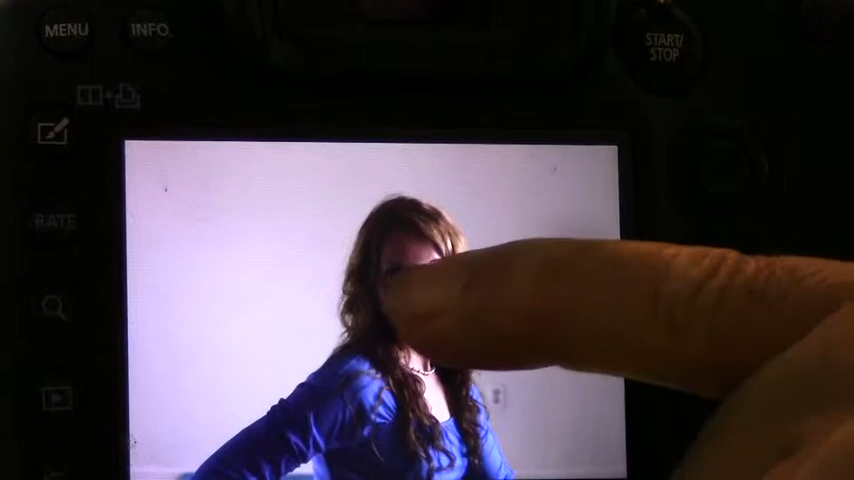 MENU
INFO.
START/
STOP
RATE